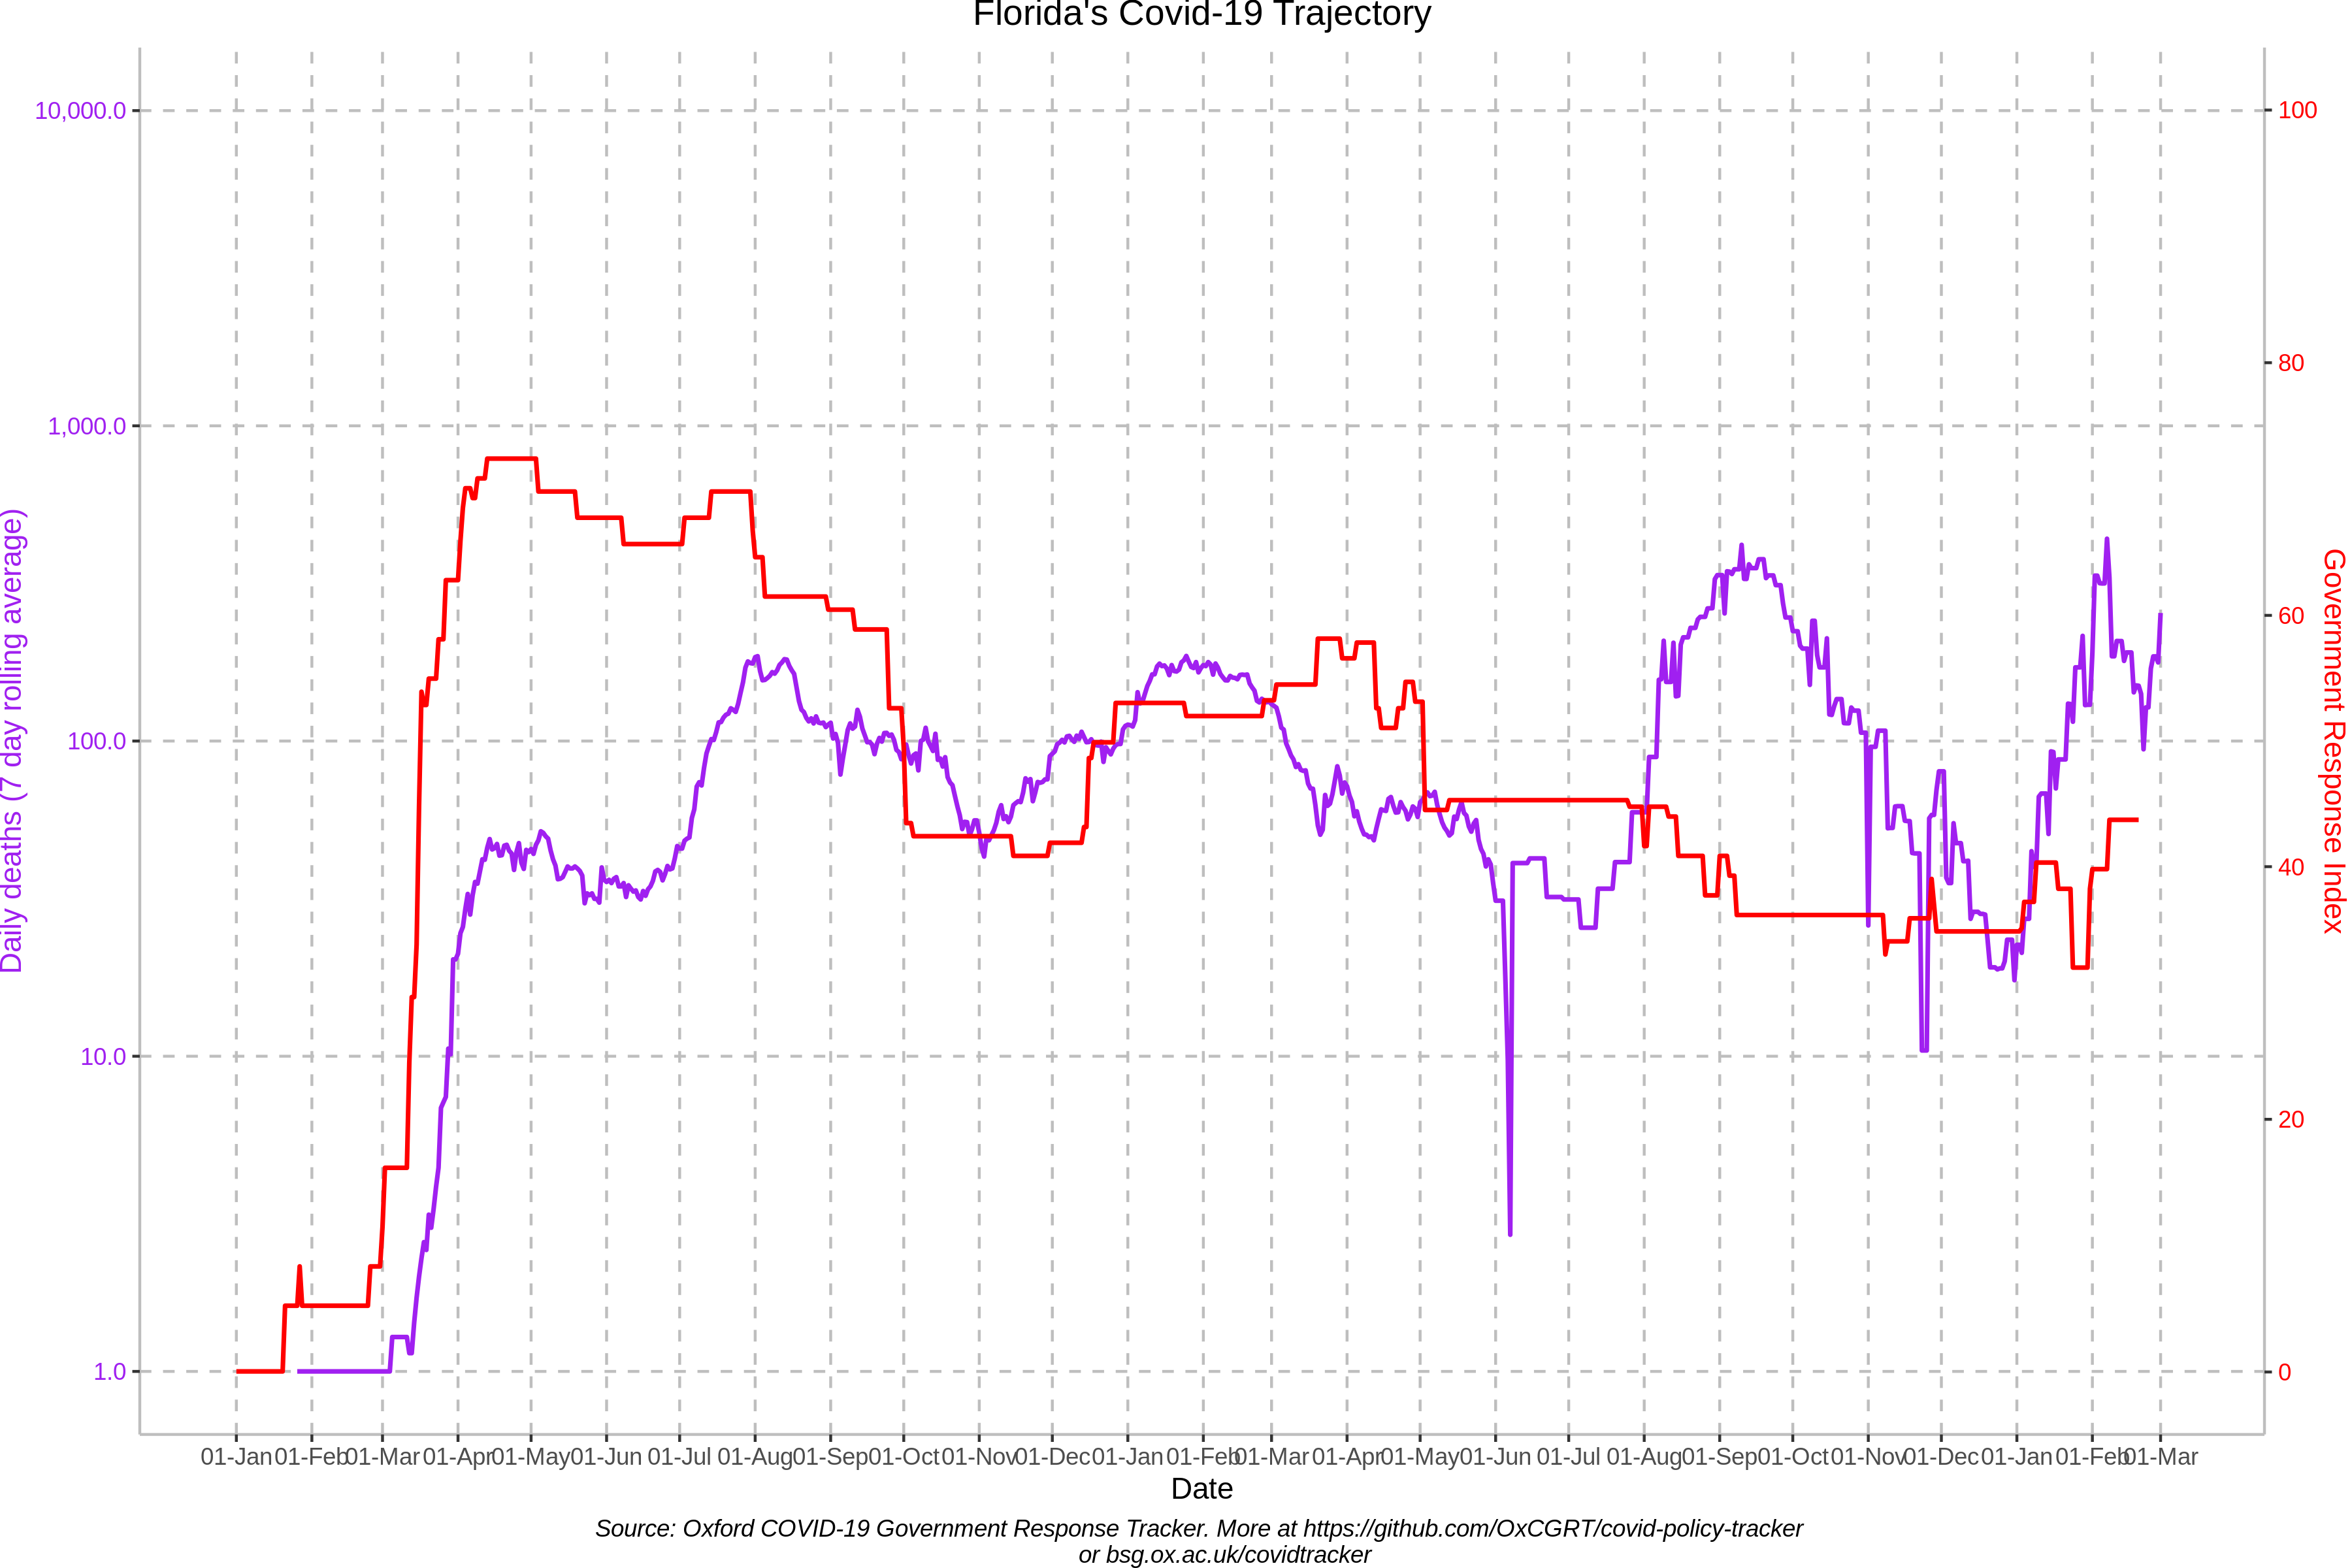 Florida's Covid-19 Trajectory
10,000.0
1,000.0
100.0
10.0
1.0
Daily deaths (7 day rolling average)
100
80
60
40
20
0
Government Response Index
01-Jan 01-Feb 01-Mar 01-Apr 01-May 01-Jun 01-Jul 01-Aug 01-Sep 01-Oct 01-Nov 01-Dec 01-Jan 01-Feb 01-Mar 01-Apr 01-May 01-Jun 01-Jul 01-Aug 01-Sep 01-Oct 01-Nov 01-Dec 01-Jan 01-Feb 01-Mar
Date
Source: Oxford COVID-19 Government Response Tracker. More at https://github.com/OxCGRT/covid-policy-tracker
or bsg.ox.ac.uk/covidtracker